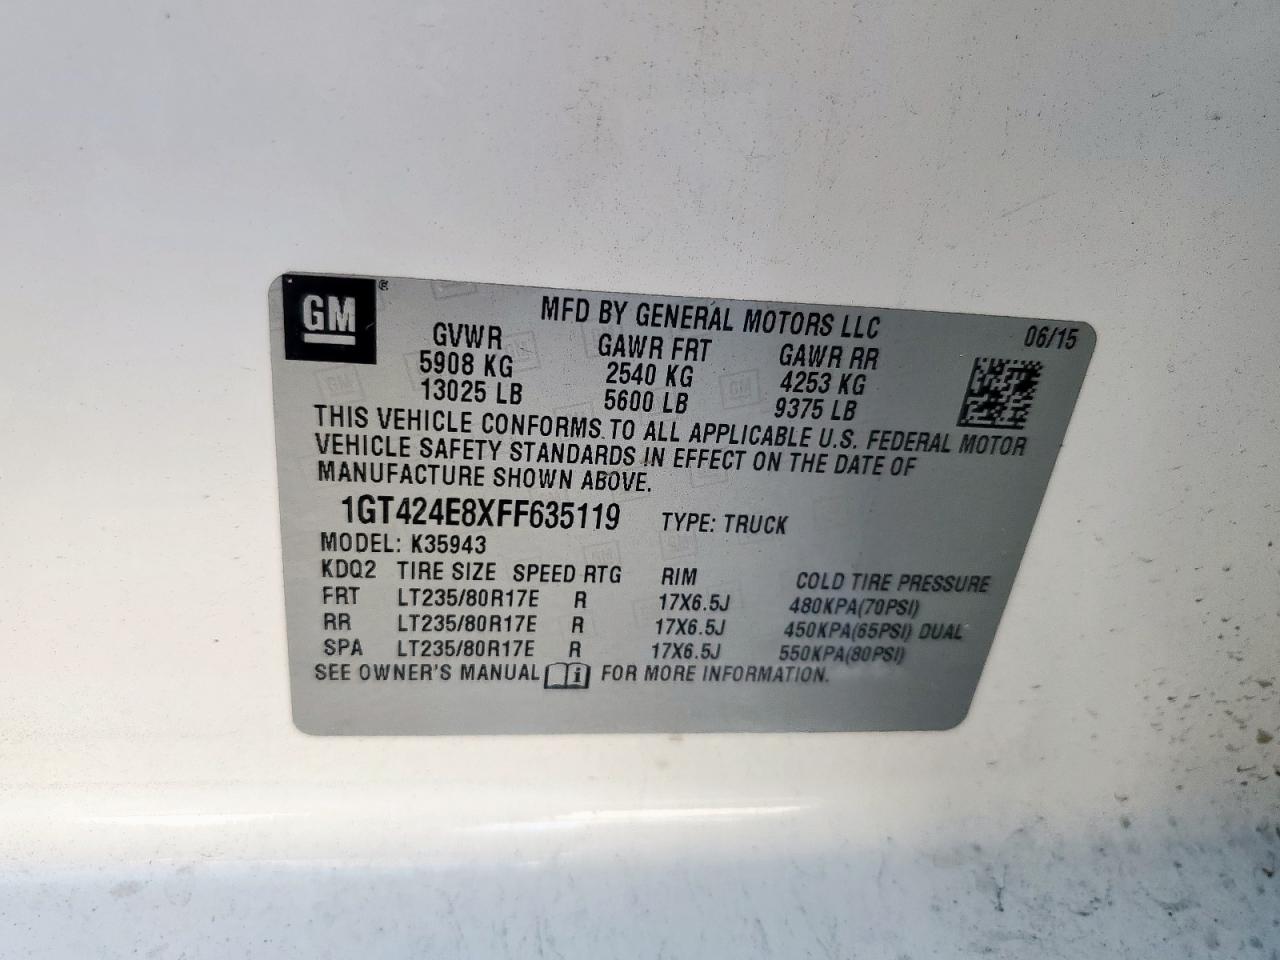 GM ®
MFD BY GENERAL MOTORS LLC 06/15
GVWR GAWR FRT GAWR RR
5908 KG 2540 KG 4253 KG
13025 LB 5600 LB 9375 LB
THIS VEHICLE CONFORMS TO ALL APPLICABLE U.S. FEDERAL MOTOR
VEHICLE SAFETY STANDARDS IN EFFECT ON THE DATE OF
MANUFACTURE SHOWN ABOVE.
1GT424E8XFF635119 TYPE: TRUCK
MODEL: K35943
KDQ2 TIRE SIZE SPEED RTG RIM COLD TIRE PRESSURE
FRT LT235/80R17E R 17X6.5J 480KPA(70PSI)
RR LT235/80R17E R 17X6.5J 450KPA(65PSI) DUAL
SPA LT235/80R17E R 17X6.5J 550KPA(80PSI)
SEE OWNER'S MANUAL i FOR MORE INFORMATION.